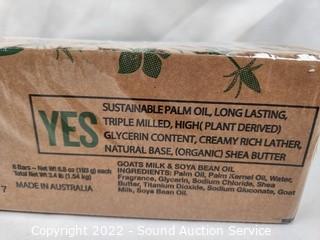 YES
SUSTAINABLE PALM OIL, LONG LASTING,
TRIPLE MILLED, HIGH( PLANT DERIVED)
GLYCERIN CONTENT, CREAMY RICH LATHER,
NATURAL BASE, (ORGANIC) SHEA BUTTER
8 Bars – Net Wt 6.8 oz (193 g) each
Total Net Wt 3.4 lb (1.54 kg)
7 MADE IN AUSTRALIA
GOATS MILK & SOYA BEAN OIL
INGREDIENTS: Palm Oil, Palm Kernel Oil, Water,
Fragrance, Glycerin, Sodium Chloride, Shea
Butter, Titanium Dioxide, Sodium Gluconate, Goat
Milk, Soya Bean Oil.
Copyright 2022 - Sound Auction Service